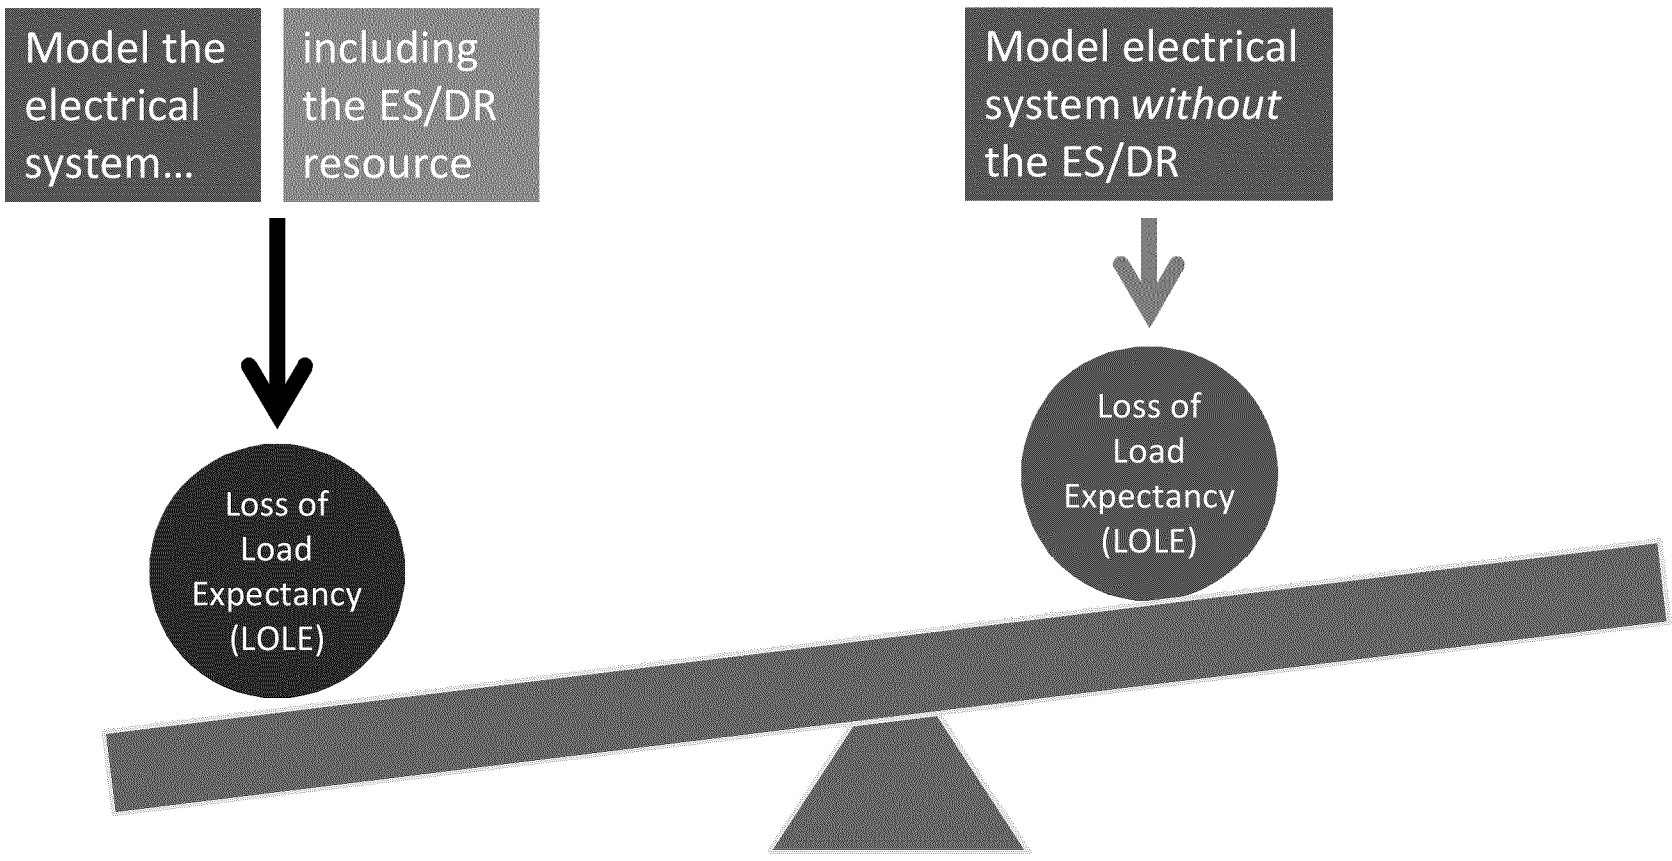 Model the
electrical
system…
including
the ES/DR
resource
Model electrical
system without
the ES/DR
Loss of
Load
Expectancy
(LOLE)
Loss of
Load
Expectancy
(LOLE)